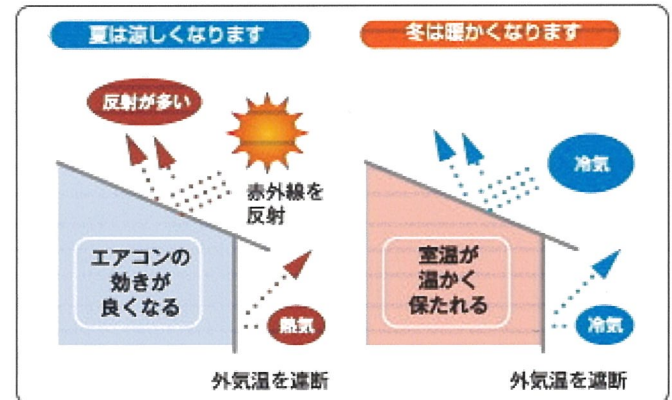 夏は涼しくなります
反射が多い
赤外線を
反射
エアコンの
効きが
良くなる
熱気
外気温を遮断
冬は暖かくなります
冷気
室温が
温かく
保たれる
冷気
外気温を遮断